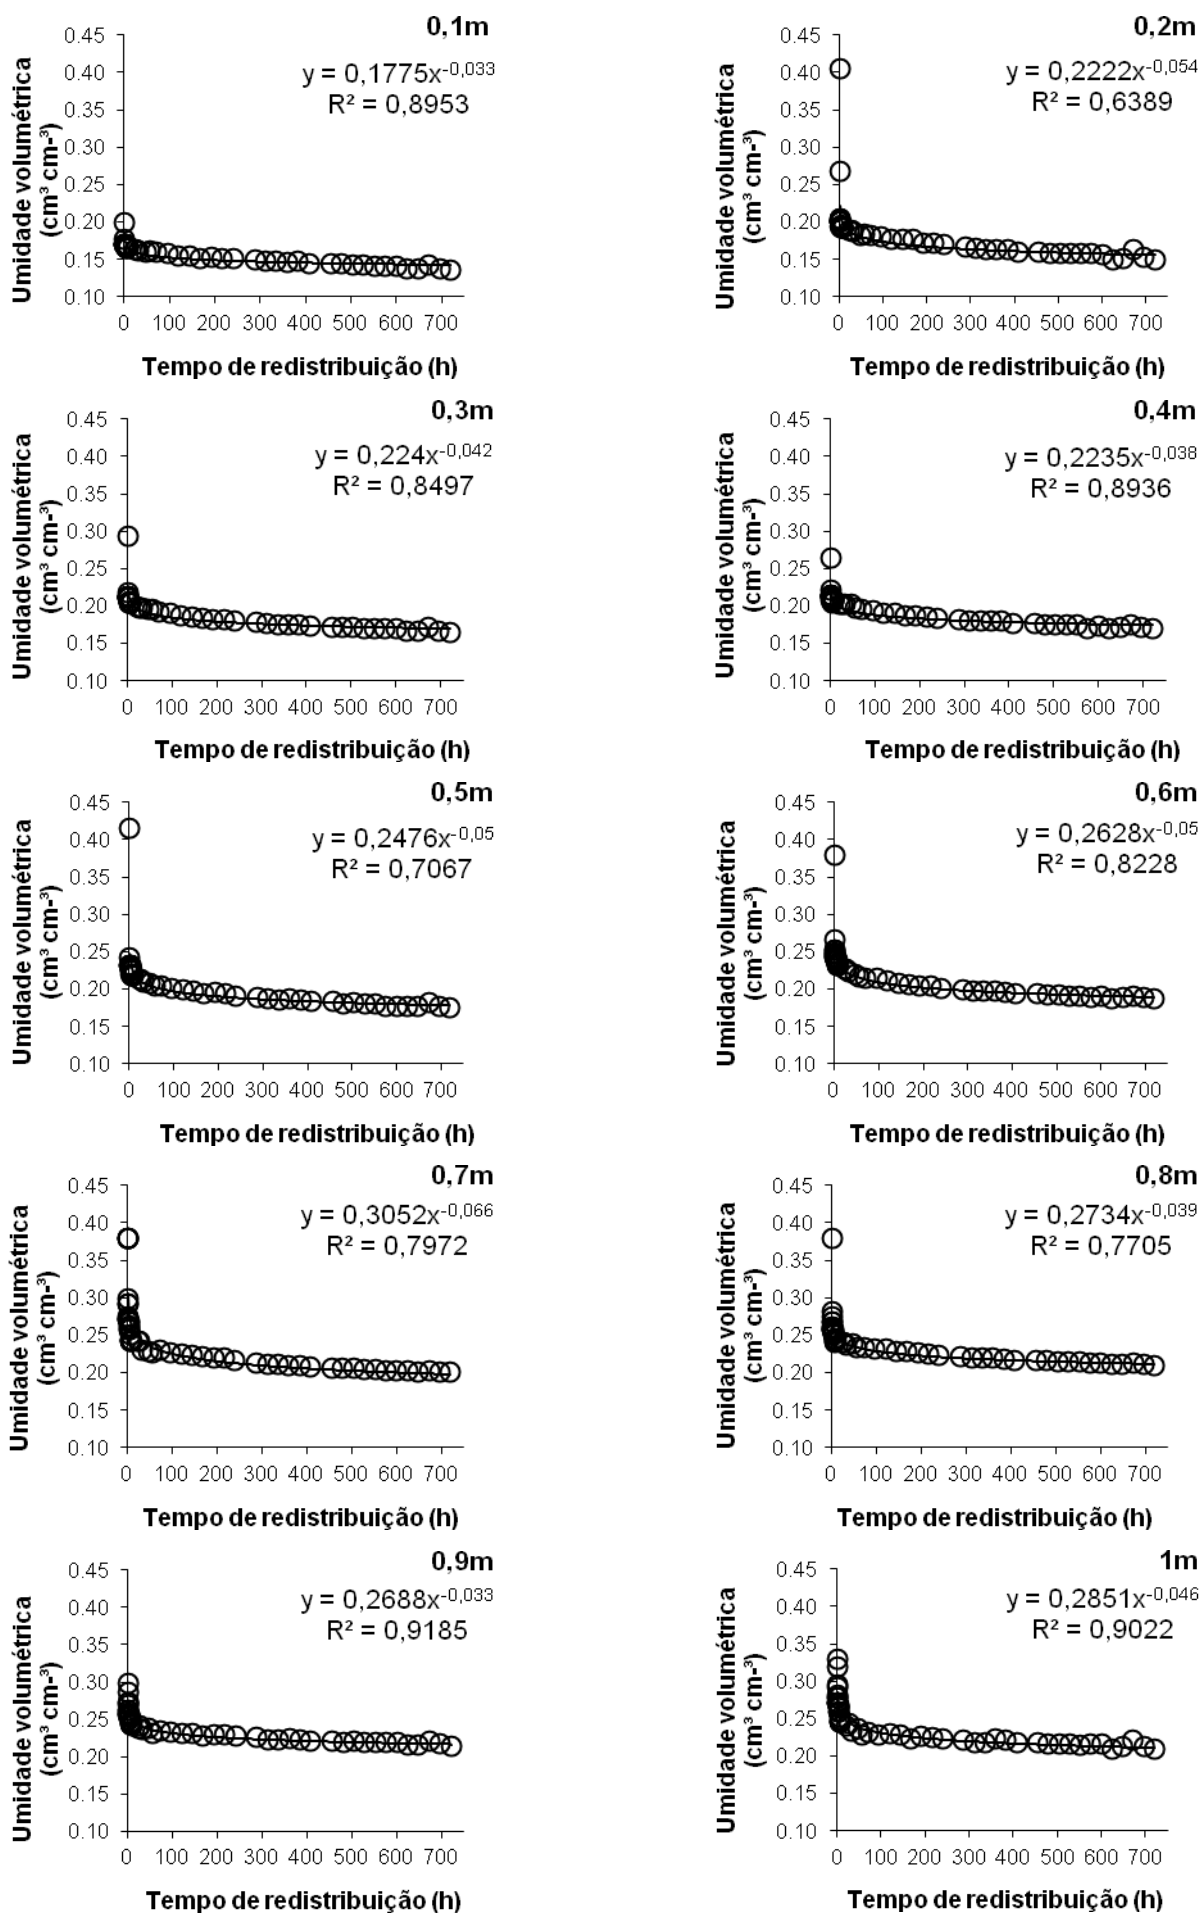 0,1m
y = 0,1775x^-0,033
R² = 0,8953
Umidade volumétrica
(cm³ cm-³)
0.45
0.40
0.35
0.30
0.25
0.20
0.15
0.10
0 100 200 300 400 500 600 700
Tempo de redistribuição (h)
0,2m
y = 0,2222x^-0,054
R² = 0,6389
Umidade volumétrica
(cm³ cm-³)
0.45
0.40
0.35
0.30
0.25
0.20
0.15
0.10
0 100 200 300 400 500 600 700
Tempo de redistribuição (h)
0,3m
y = 0,224x^-0,042
R² = 0,8497
Umidade volumétrica
(cm³ cm-³)
0.45
0.40
0.35
0.30
0.25
0.20
0.15
0.10
0 100 200 300 400 500 600 700
Tempo de redistribuição (h)
0,4m
y = 0,2235x^-0,038
R² = 0,8936
Umidade volumétrica
(cm³ cm-³)
0.45
0.40
0.35
0.30
0.25
0.20
0.15
0.10
0 100 200 300 400 500 600 700
Tempo de redistribuição (h)
0,5m
y = 0,2476x^-0,05
R² = 0,7067
Umidade volumétrica
(cm³ cm-³)
0.45
0.40
0.35
0.30
0.25
0.20
0.15
0.10
0 100 200 300 400 500 600 700
Tempo de redistribuição (h)
0,6m
y = 0,2628x^-0,05
R² = 0,8228
Umidade volumétrica
(cm³ cm-³)
0.45
0.40
0.35
0.30
0.25
0.20
0.15
0.10
0 100 200 300 400 500 600 700
Tempo de redistribuição (h)
0,7m
y = 0,3052x^-0,066
R² = 0,7972
Umidade volumétrica
(cm³ cm-³)
0.45
0.40
0.35
0.30
0.25
0.20
0.15
0.10
0 100 200 300 400 500 600 700
Tempo de redistribuição (h)
0,8m
y = 0,2734x^-0,039
R² = 0,7705
Umidade volumétrica
(cm³ cm-³)
0.45
0.40
0.35
0.30
0.25
0.20
0.15
0.10
0 100 200 300 400 500 600 700
Tempo de redistribuição (h)
0,9m
y = 0,2688x^-0,033
R² = 0,9185
Umidade volumétrica
(cm³ cm-³)
0.45
0.40
0.35
0.30
0.25
0.20
0.15
0.10
0 100 200 300 400 500 600 700
Tempo de redistribuição (h)
1m
y = 0,2851x^-0,046
R² = 0,9022
Umidade volumétrica
(cm³ cm-³)
0.45
0.40
0.35
0.30
0.25
0.20
0.15
0.10
0 100 200 300 400 500 600 700
Tempo de redistribuição (h)